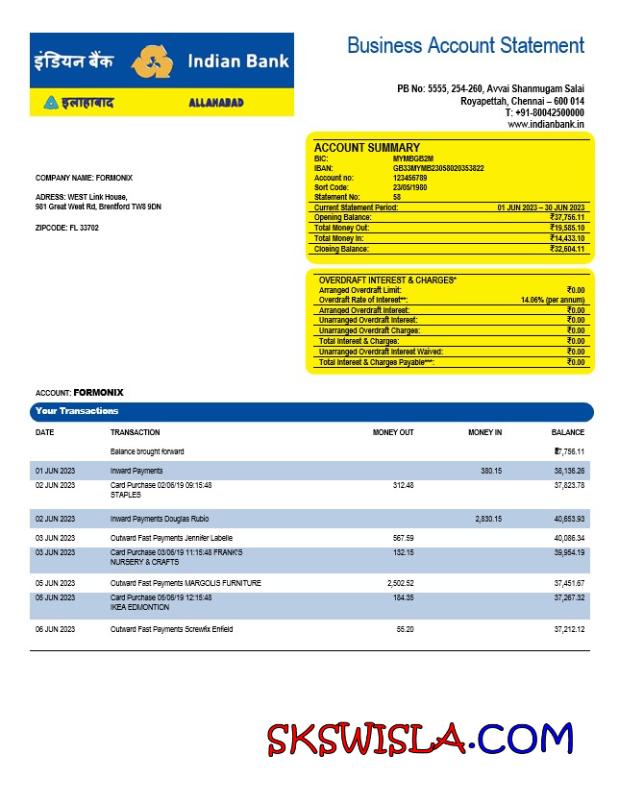 इंडियन बैंक Indian Bank
इलाहाबाद ALLAHABAD
Business Account Statement
PB No: 5555, 254-260, Avvai Shanmugam Salai
Royapettah, Chennai – 600 014
T: +91-80042500000
www.indianbank.in
COMPANY NAME: FORMONIX
ADRESS: WEST Link House,
981 Great West Rd, Brentford TW8 9DN
ZIPCODE: FL 33702
ACCOUNT SUMMARY
BIC: MYMBGB2M
IBAN: GB33MYMB23058020353822
Account no: 123456789
Sort Code: 23/05/1980
Statement No: 58
Current Statement Period: 01 JUN 2023 – 30 JUN 2023
Opening Balance: ₹37,756.11
Total Money Out: ₹19,585.10
Total Money In: ₹14,433.10
Closing Balance: ₹32,604.11
OVERDRAFT INTEREST & CHARGES*
Arranged Overdraft Limit: ₹0.00
Overdraft Rate of Interest**: 14.06% (per annum)
Arranged Overdraft Interest: ₹0.00
Unarranged Overdraft Interest: ₹0.00
Unarranged Overdraft Charges: ₹0.00
Total Interest & Charges: ₹0.00
Unarranged Overdraft Interest Waived: ₹0.00
Total Interest & Charges Payable***: ₹0.00
ACCOUNT: FORMONIX
Your Transactions
DATE TRANSACTION MONEY OUT MONEY IN BALANCE
Balance brought forward
01 JUN 2023 Inward Payments 380.15 38,136.26
02 JUN 2023 Card Purchase 02/06/19 09:15:48 312.48 37,823.78
STAPLES
02 JUN 2023 Inward Payments Douglas Rubio 2,830.15 40,653.93
03 JUN 2023 Outward Fast Payments Jennifer Labelle 567.59 40,086.34
03 JUN 2023 Card Purchase 03/06/19 11:15:48 FRANK'S 132.15 39,954.19
NURSERY & CRAFTS
05 JUN 2023 Outward Fast Payments MARGOLIS FURNITURE 2,502.52 37,451.67
05 JUN 2023 Card Purchase 05/06/19 12:15:48 184.35 37,267.32
IKEA EDMONTION
06 JUN 2023 Outward Fast Payments Screwfix Enfield 55.20 37,212.12
SKSWISLA.COM